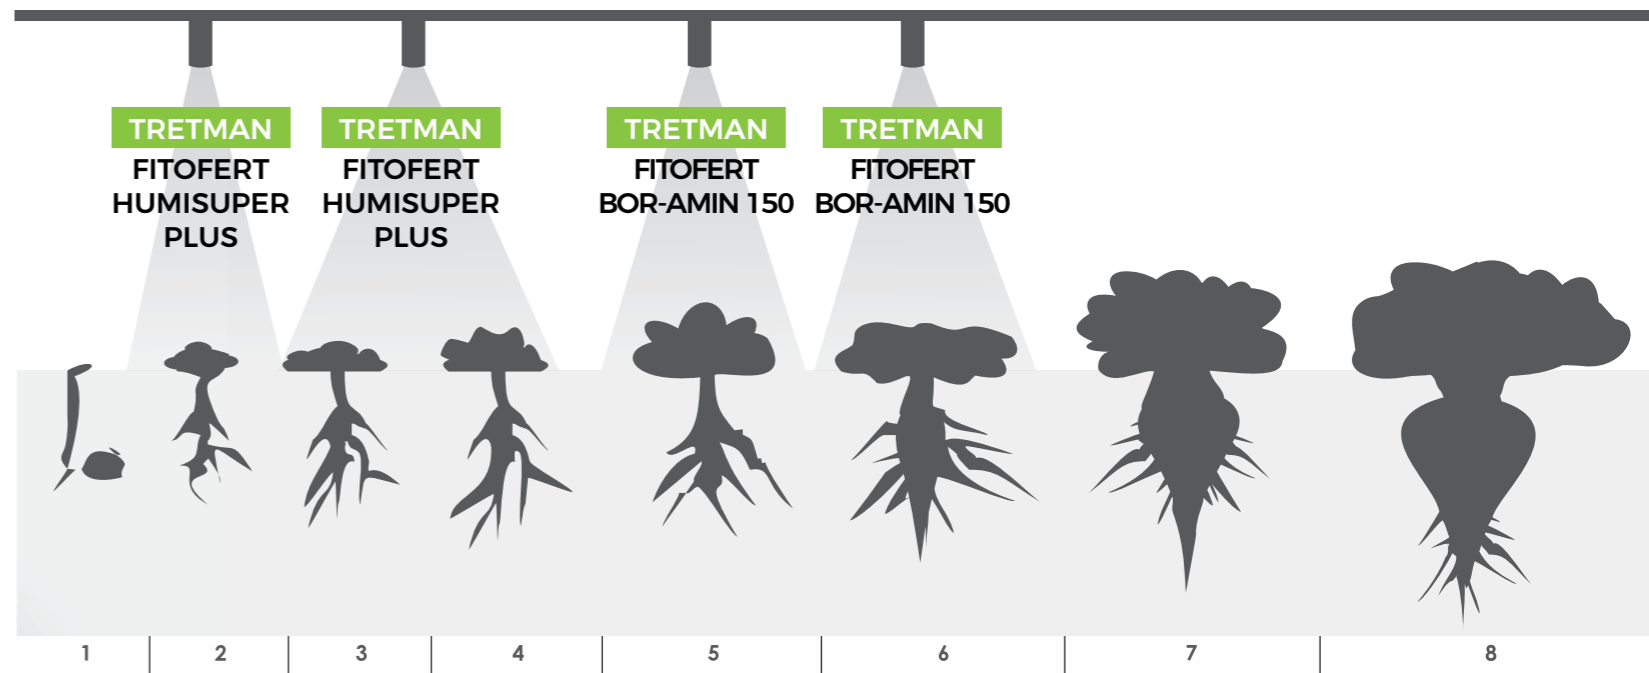 TRETMAN
FITOFERT
HUMISUPER
PLUS
TRETMAN
FITOFERT
HUMISUPER
PLUS
TRETMAN
FITOFERT
BOR-AMIN 150
TRETMAN
FITOFERT
BOR-AMIN 150
1 2 3 4 5 6 7 8